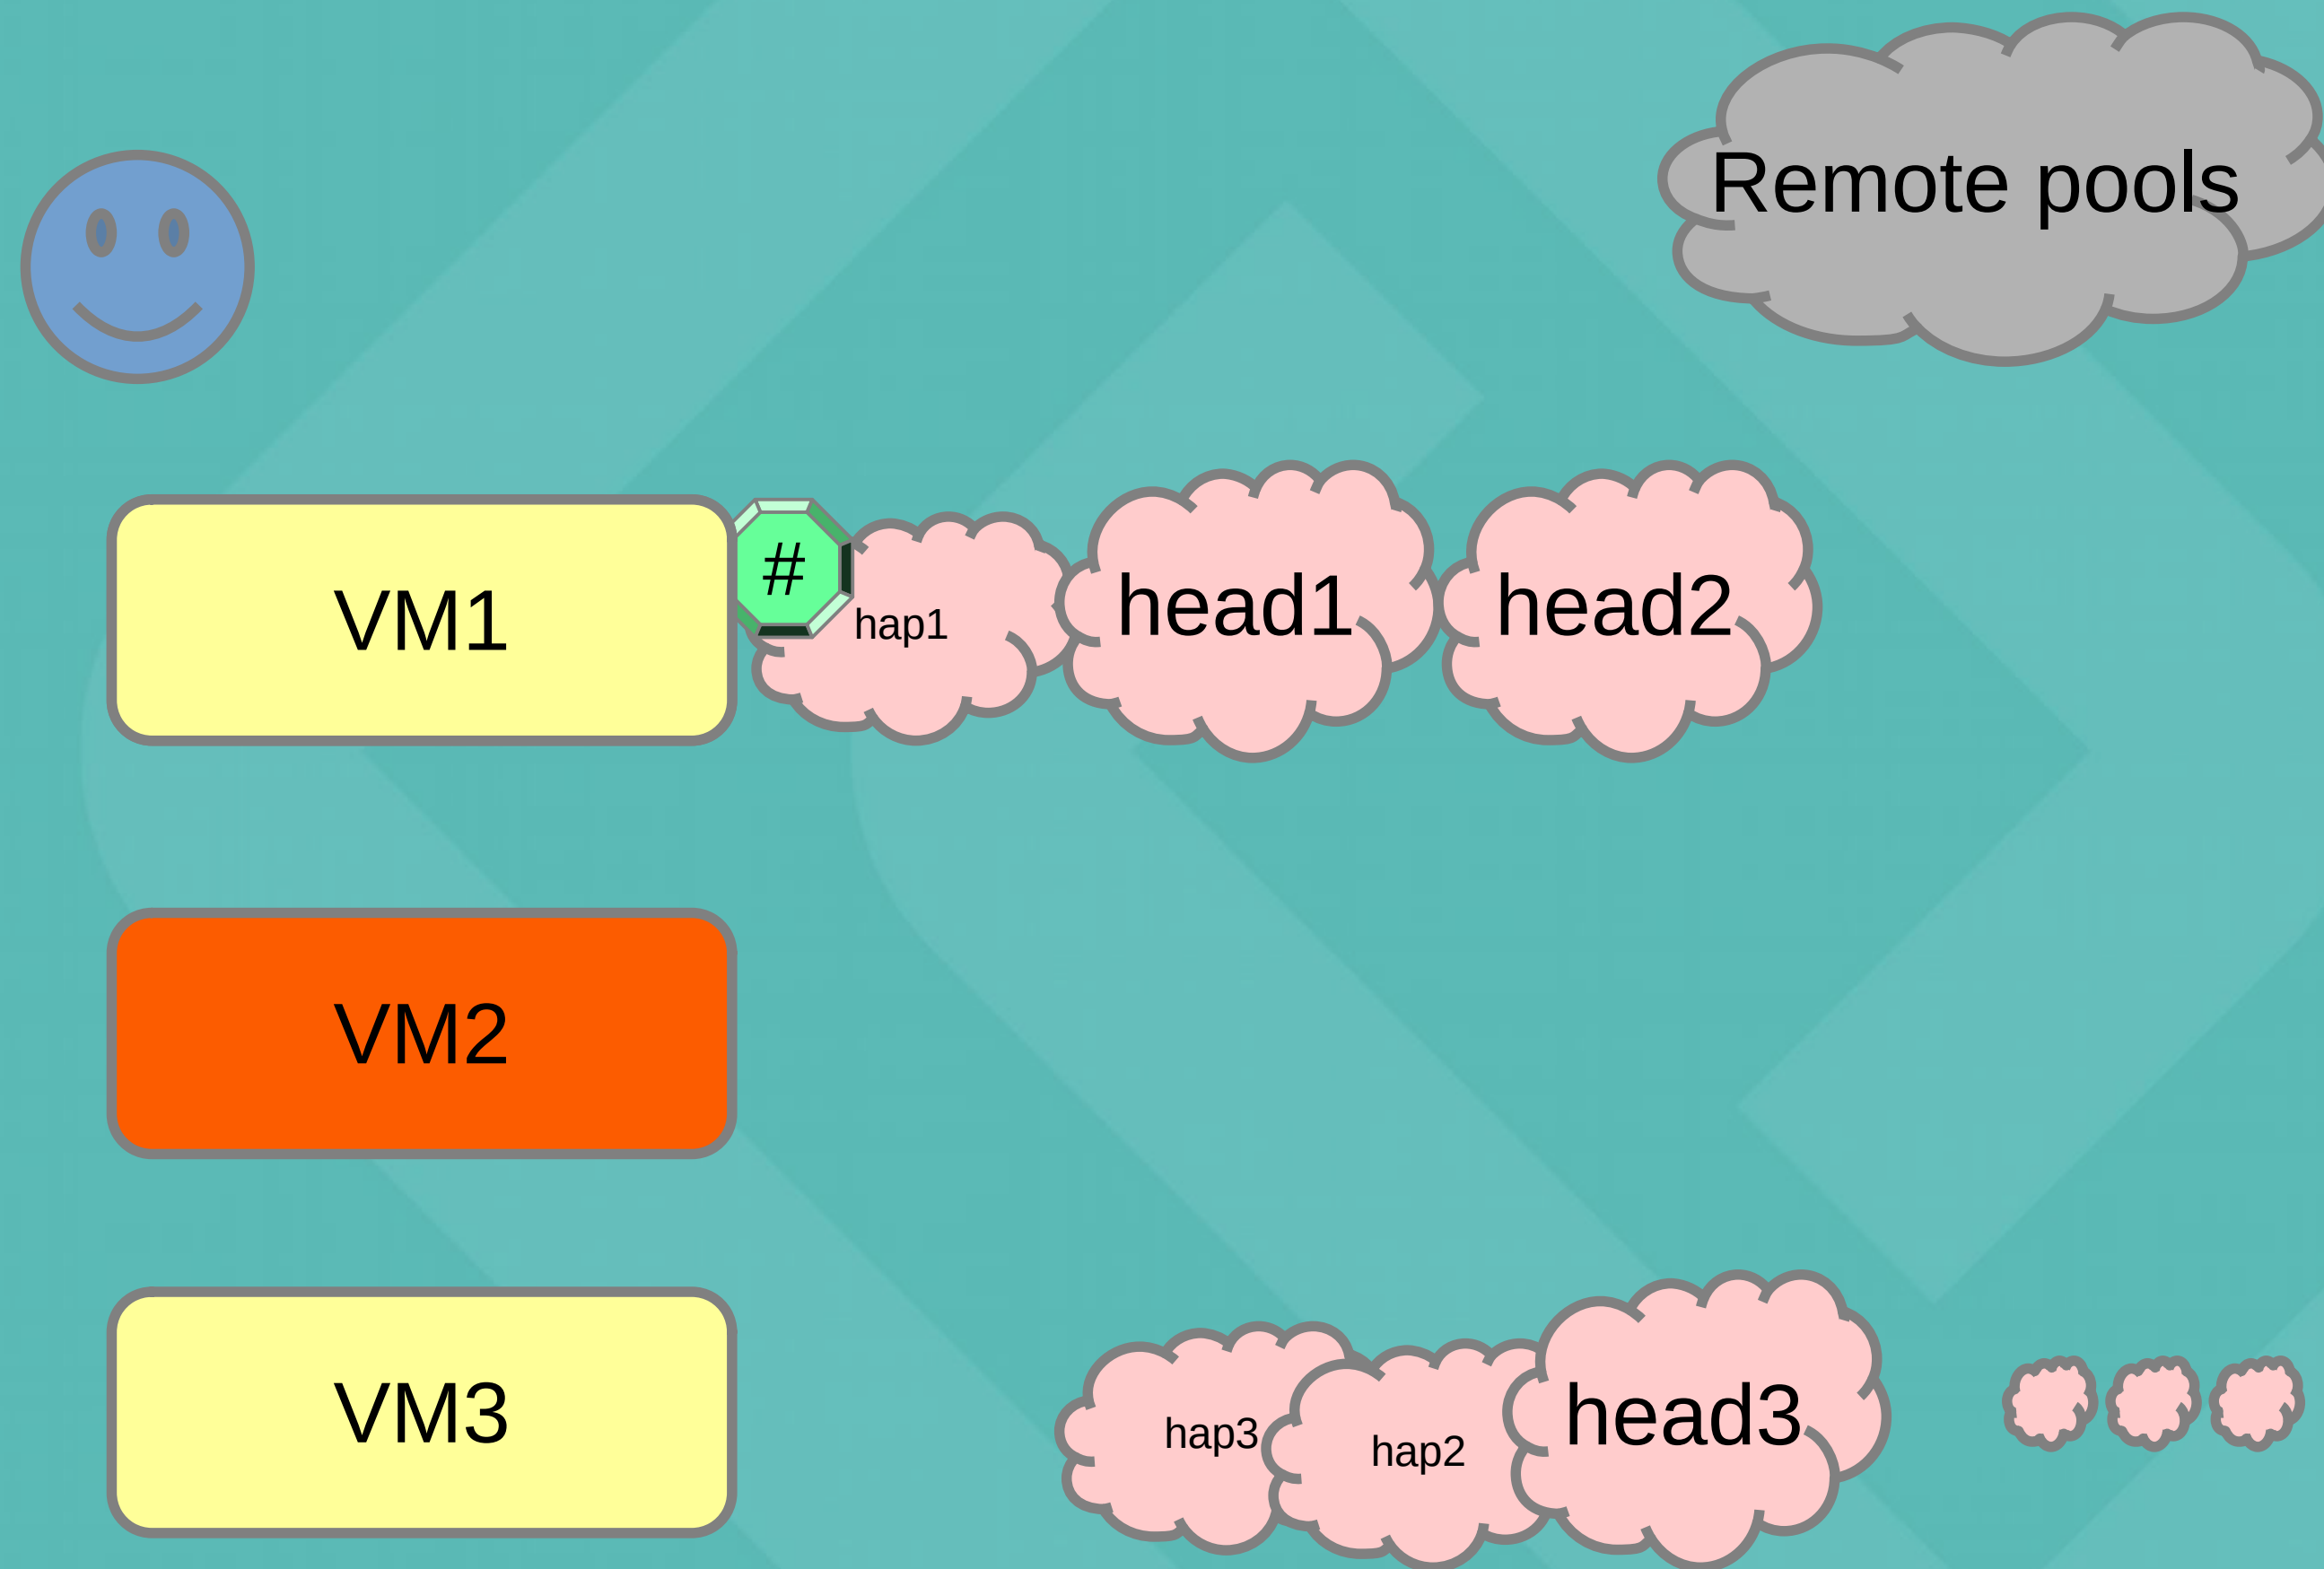 Remote pools
VM1
#
hap1
head1
head2
VM2
VM3
hap3
hap2
head3